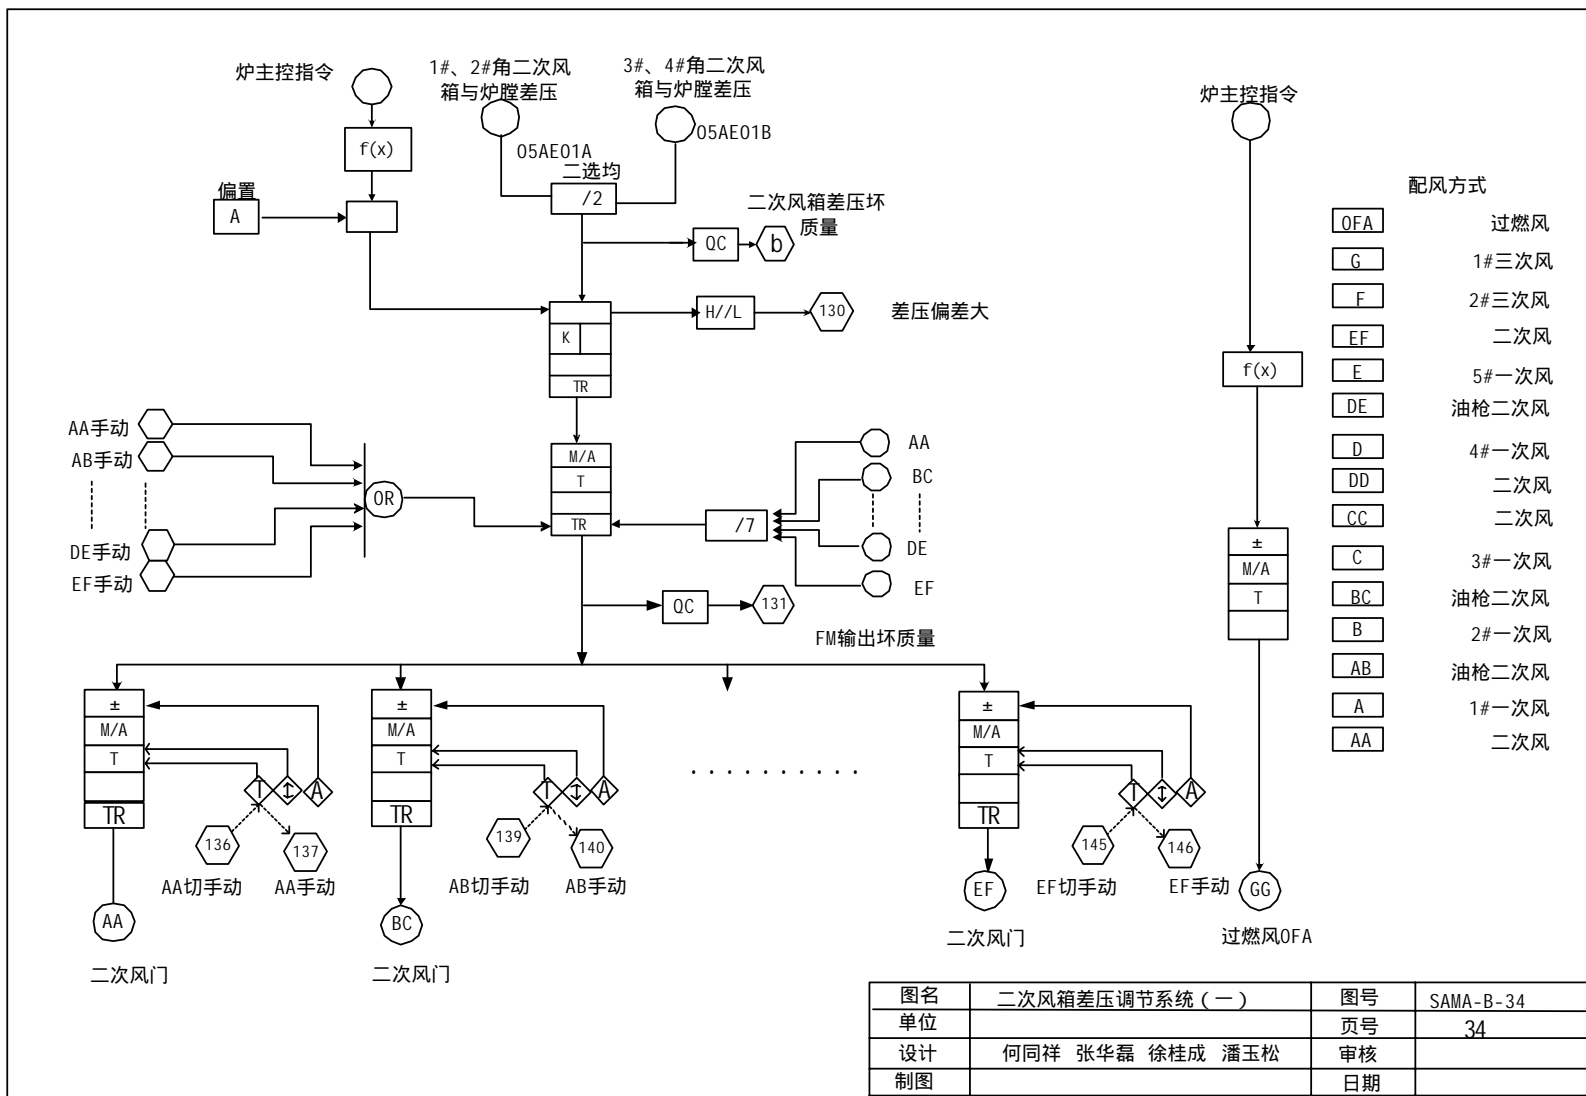 炉主控指令
1#、2#角二次风
箱与炉膛差压
3#、4#角二次风
箱与炉膛差压
炉主控指令
05AE01A
05AE01B
f(x)
二选均
/2
偏置
A
二次风箱差压坏
质量
QC
b
H//L
130
差压偏差大
K
TR
f(x)
配风方式
OFA 过燃风
G 1#三次风
F 2#三次风
EF 二次风
E 5#一次风
DE 油枪二次风
D 4#一次风
DD 二次风
CC 二次风
C 3#一次风
BC 油枪二次风
B 2#一次风
AB 油枪二次风
A 1#一次风
AA 二次风
AA手动
AB手动
DE手动
EF手动
OR
M/A
T
TR
/7
AA
BC
DE
EF
QC
131
FM输出坏质量
±
M/A
T
±
M/A
T
TR
T
↕
A
136
137
AA切手动
AA手动
AA
二次风门
±
M/A
T
TR
T
↕
A
139
140
AB切手动
AB手动
BC
二次风门
. . . . . . . . . .
±
M/A
T
TR
T
↕
A
145
146
EF切手动
EF手动
EF
二次风门
GG
过燃风OFA
图名 二次风箱差压调节系统（一） 图号 SAMA-B-34
单位 页号 34
设计 何同祥 张华磊 徐桂成 潘玉松 审核
制图 日期